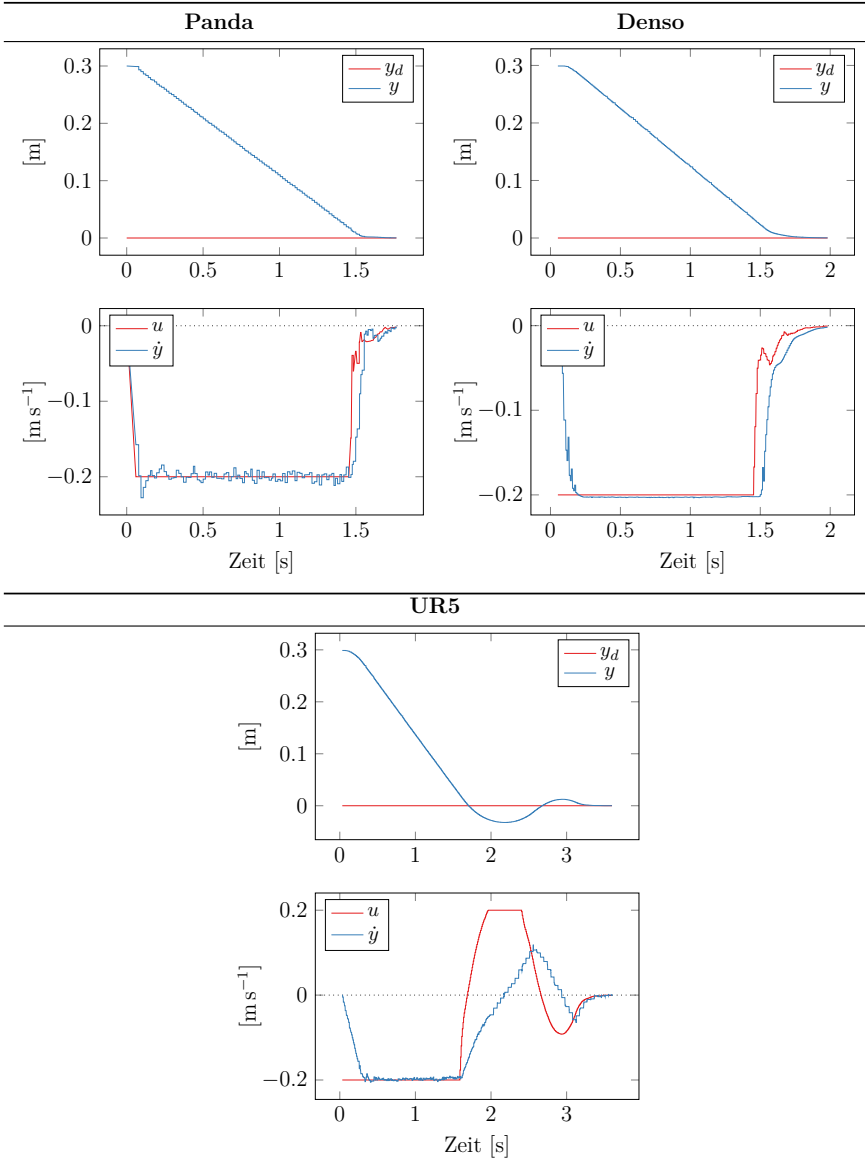 Panda Denso
[m]
0.3
0.2
0.1
0
y_d
y
0 0.5 1 1.5
[m]
0.3
0.2
0.1
0
y_d
y
0 0.5 1 1.5 2
[m s⁻¹]
0
−0.1
−0.2
u
ẏ
0 0.5 1 1.5
Zeit [s]
[m s⁻¹]
0
−0.1
−0.2
u
ẏ
0 0.5 1 1.5 2
Zeit [s]
UR5
[m]
0.3
0.2
0.1
0
y_d
y
0 1 2 3
[m s⁻¹]
0.2
0
−0.2
u
ẏ
0 1 2 3
Zeit [s]